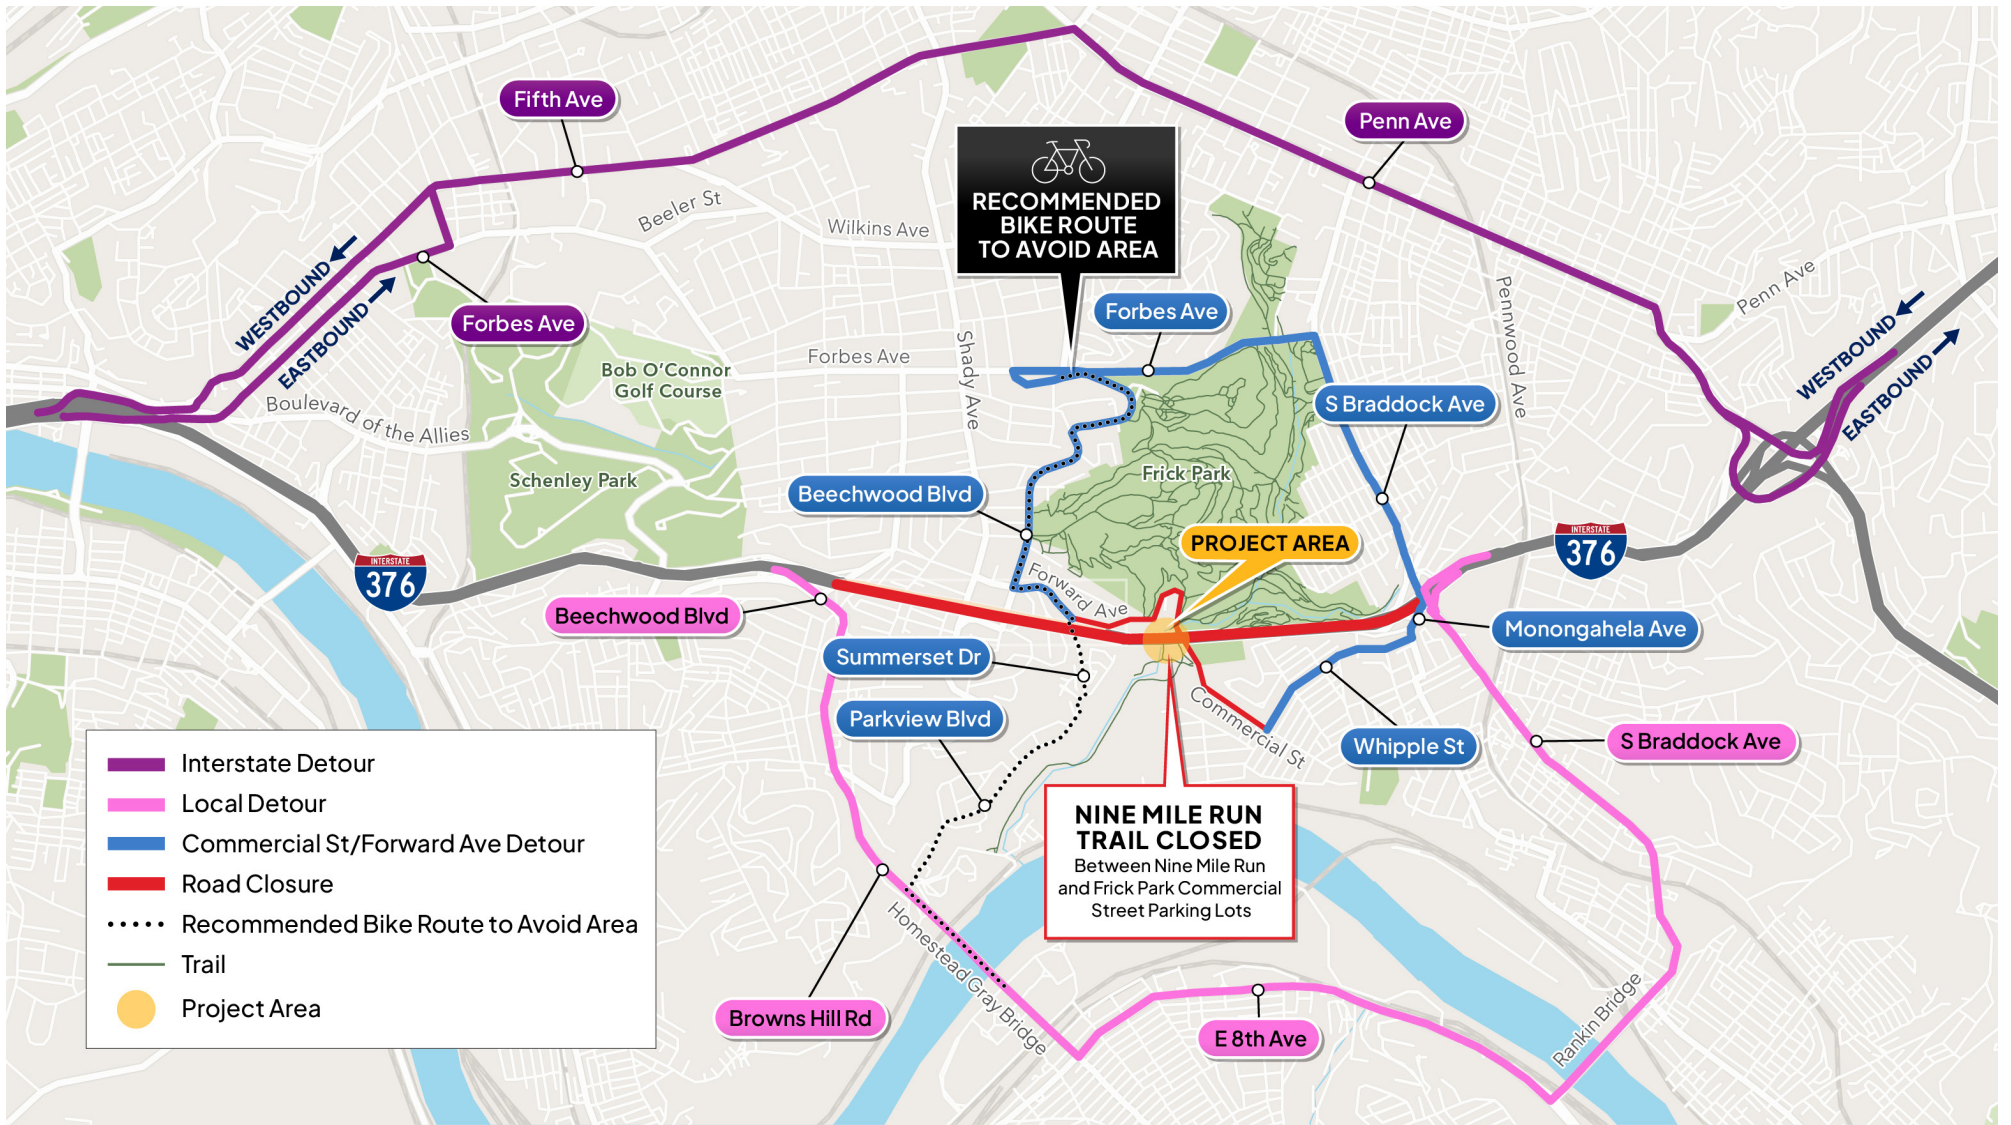 Fifth Ave
Penn Ave
RECOMMENDED
BIKE ROUTE
TO AVOID AREA
Beeler St
Wilkins Ave
WESTBOUND
EASTBOUND
Forbes Ave
Forbes Ave
Penn Ave
Pennwood Ave
WESTBOUND
EASTBOUND
Bob O'Connor
Golf Course
Forbes Ave
Shady Ave
Boulevard of the Allies
S Braddock Ave
Schenley Park
Frick Park
Beechwood Blvd
PROJECT AREA
INTERSTATE
376
INTERSTATE
376
Forward Ave
Beechwood Blvd
Monongahela Ave
Summerset Dr
Parkview Blvd
Commercial St
Whipple St
S Braddock Ave
Interstate Detour
Local Detour
Commercial St/Forward Ave Detour
Road Closure
Recommended Bike Route to Avoid Area
Trail
Project Area
NINE MILE RUN
TRAIL CLOSED
Between Nine Mile Run
and Frick Park Commercial
Street Parking Lots
Homestead Gray Bridge
Browns Hill Rd
E 8th Ave
Rankin Bridge